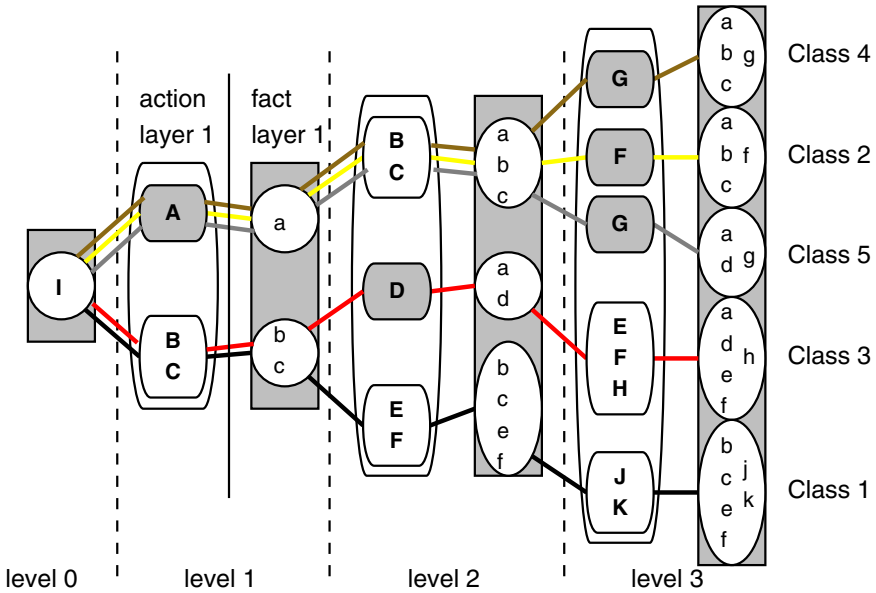 action
layer 1
fact
layer 1
I
A
B
C
a
b
c
B
C
D
E
F
a
b
c
a
d
b
c
e
f
G
F
G
E
F
H
J
K
a
b g
c
Class 4
a
b f
c
Class 2
a
d g
Class 5
a
d
e h
f
Class 3
b
c j
e k
f
Class 1
level 0
level 1
level 2
level 3